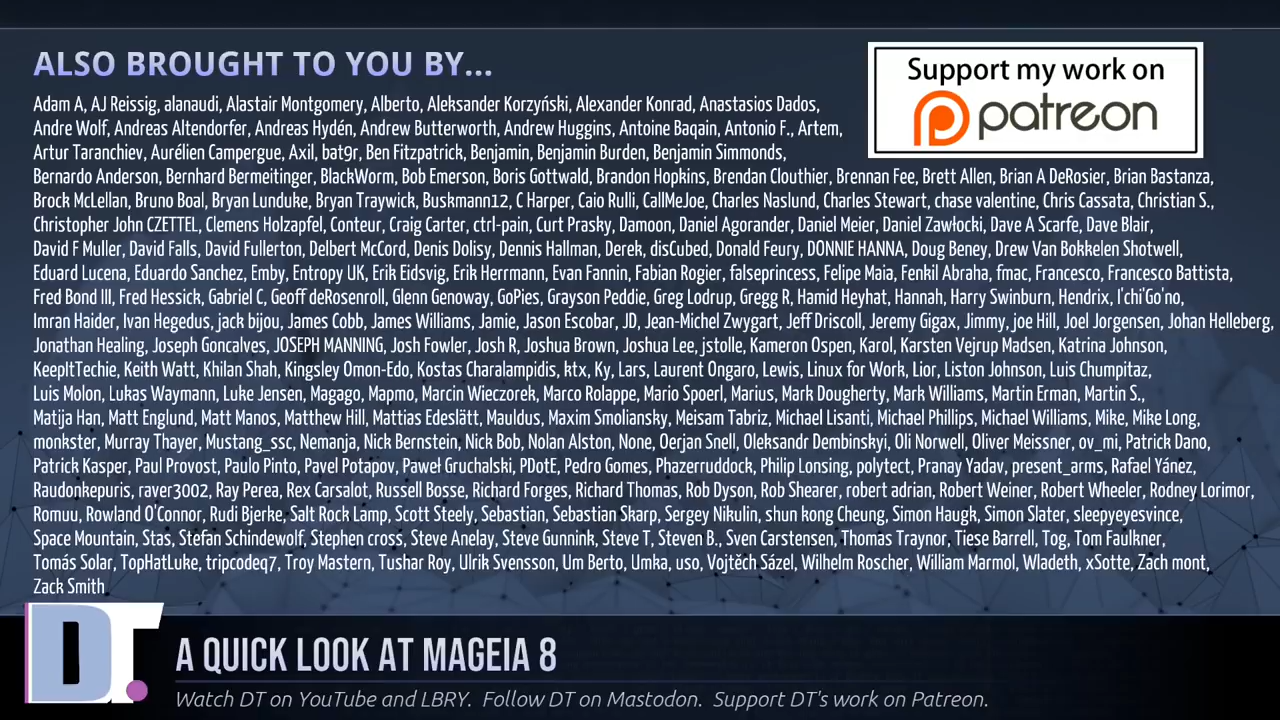 ALSO BROUGHT TO YOU BY...
Support my work on
patreon
Adam A, AJ Reissig, alanaudi, Alastair Montgomery, Alberto, Aleksander Korzyński, Alexander Konrad, Anastasios Dados,
Andre Wolf, Andreas Altendorfer, Andreas Hydén, Andrew Butterworth, Andrew Huggins, Antoine Baqain, Antonio F., Artem,
Artur Taranchiev, Aurélien Campergue, Axil, bat9r, Ben Fitzpatrick, Benjamin, Benjamin Burden, Benjamin Simmonds,
Bernardo Anderson, Bernhard Bermeitinger, BlackWorm, Bob Emerson, Boris Gottwald, Brandon Hopkins, Brendan Clouthier, Brennan Fee, Brett Allen, Brian A DeRosier, Brian Bastanza,
Brock McLellan, Bruno Boal, Bryan Lunduke, Bryan Traywick, Buskmann12, C Harper, Caio Rulli, CallMeJoe, Charles Naslund, Charles Stewart, chase valentine, Chris Cassata, Christian S.,
Christopher John CZETTEL, Clemens Holzapfel, Conteur, Craig Carter, ctrl-pain, Curt Prasky, Damoon, Daniel Agorander, Daniel Meier, Daniel Zawłocki, Dave A Scarfe, Dave Blair,
David F Muller, David Falls, David Fullerton, Delbert McCord, Denis Dolisy, Dennis Hallman, Derek, disCubed, Donald Feury, DONNIE HANNA, Doug Beney, Drew Van Bokkelen Shotwell,
Eduard Lucena, Eduardo Sanchez, Emby, Entropy UK, Erik Eidsvig, Erik Herrmann, Evan Fannin, Fabian Rogier, falseprincess, Felipe Maia, Fenkil Abraha, fmac, Francesco, Francesco Battista,
Fred Bond III, Fred Hessick, Gabriel C, Geoff deRosenroll, Glenn Genoway, GoPies, Grayson Peddie, Greg Lodrup, Gregg R, Hamid Heyhat, Hannah, Harry Swinburn, Hendrix, I'chi'Go'no,
Imran Haider, Ivan Hegedus, jack bijou, James Cobb, James Williams, Jamie, Jason Escobar, JD, Jean-Michel Zwygart, Jeff Driscoll, Jeremy Gigax, Jimmy, joe Hill, Joel Jorgensen, Johan Helleberg,
Jonathan Healing, Joseph Goncalves, JOSEPH MANNING, Josh Fowler, Josh R, Joshua Brown, Joshua Lee, jstolle, Kameron Ospen, Karol, Karsten Vejrup Madsen, Katrina Johnson,
KeepItTechie, Keith Watt, Khilan Shah, Kingsley Omon-Edo, Kostas Charalampidis, ktx, Ky, Lars, Laurent Ongaro, Lewis, Linux for Work, Lior, Liston Johnson, Luis Chumpitaz,
Luis Molon, Lukas Waymann, Luke Jensen, Magago, Mapmo, Marcin Wieczorek, Marco Rolappe, Mario Spoerl, Marius, Mark Dougherty, Mark Williams, Martin Erman, Martin S.,
Matija Han, Matt Englund, Matt Manos, Matthew Hill, Mattias Edeslätt, Mauldus, Maxim Smoliansky, Meisam Tabriz, Michael Lisanti, Michael Phillips, Michael Williams, Mike, Mike Long,
monkster, Murray Thayer, Mustang_ssc, Nemanja, Nick Bernstein, Nick Bob, Nolan Alston, None, Oerjan Snell, Oleksandr Dembinskyi, Oli Norwell, Oliver Meissner, ov_mi, Patrick Dano,
Patrick Kasper, Paul Provost, Paulo Pinto, Pavel Potapov, Paweł Gruchalski, PDotE, Pedro Gomes, Phazerruddock, Philip Lonsing, polytect, Pranay Yadav, present_arms, Rafael Yánez,
Raudonkepuris, raver3002, Ray Perea, Rex Carsalot, Russell Bosse, Richard Forges, Richard Thomas, Rob Dyson, Rob Shearer, robert adrian, Robert Weiner, Robert Wheeler, Rodney Lorimor,
Romuu, Rowland O'Connor, Rudi Bjerke, Salt Rock Lamp, Scott Steely, Sebastian, Sebastian Skarp, Sergey Nikulin, shun kong Cheung, Simon Haugk, Simon Slater, sleepyeyesvince,
Space Mountain, Stas, Stefan Schindewolf, Stephen cross, Steve Anelay, Steve Gunnink, Steve T, Steven B., Sven Carstensen, Thomas Traynor, Tiese Barrell, Tog, Tom Faulkner,
Tomás Solar, TopHatLuke, tripcodeq7, Troy Mastern, Tushar Roy, Ulrik Svensson, Um Berto, Umka, uso, Vojtěch Sázel, Wilhelm Roscher, William Marmol, Wladeth, xSotte, Zach mont,
Zack Smith
DT.
A QUICK LOOK AT MAGEIA 8
Watch DT on YouTube and LBRY. Follow DT on Mastodon. Support DT's work on Patreon.